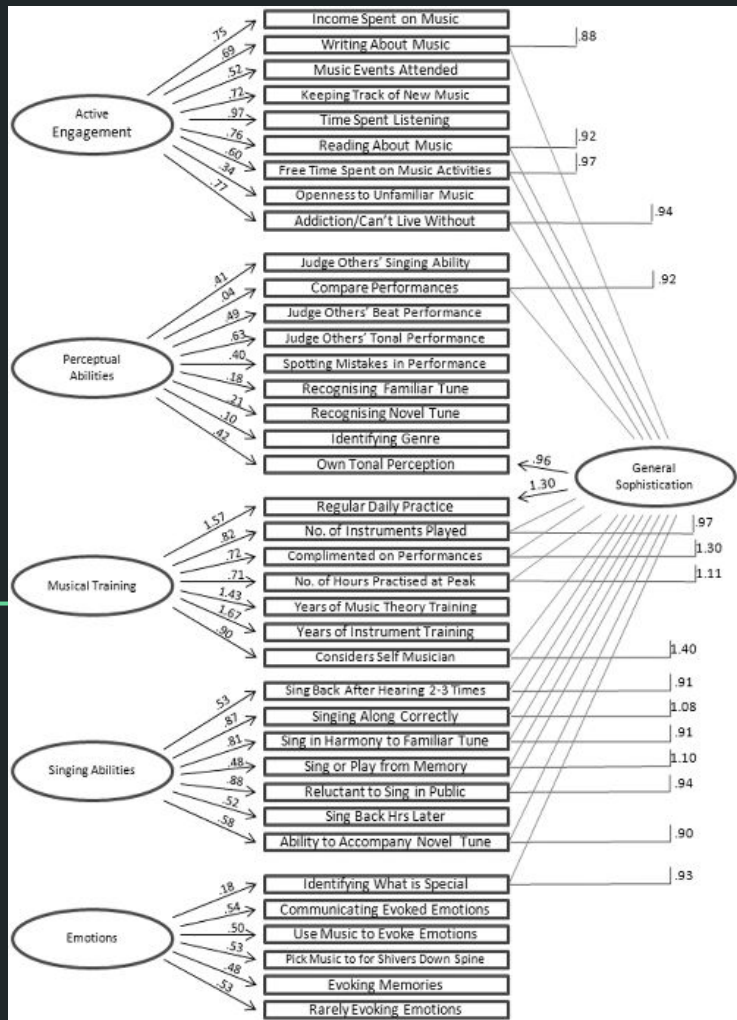 Active
Engagement
.75
.69
.52
.72
.97
.76
.60
.34
.77
Income Spent on Music
Writing About Music
Music Events Attended
Keeping Track of New Music
Time Spent Listening
Reading About Music
Free Time Spent on Music Activities
Openness to Unfamiliar Music
Addiction/Can't Live Without
.88
.92
.97
.94
Perceptual
Abilities
.41
.04
.49
.63
.40
.18
.21
.10
.42
Judge Others' Singing Ability
Compare Performances
Judge Others' Beat Performance
Judge Others' Tonal Performance
Spotting Mistakes in Performance
Recognising Familiar Tune
Recognising Novel Tune
Identifying Genre
Own Tonal Perception
.92
.96
1.30
General
Sophistication
Musical Training
1.57
.82
.72
.71
1.43
1.67
.90
Regular Daily Practice
No. of Instruments Played
Complimented on Performances
No. of Hours Practised at Peak
Years of Music Theory Training
Years of Instrument Training
Considers Self Musician
.97
1.30
1.11
1.40
Singing Abilities
.53
.87
.81
.48
.88
.52
.58
Sing Back After Hearing 2-3 Times
Singing Along Correctly
Sing in Harmony to Familiar Tune
Sing or Play from Memory
Reluctant to Sing in Public
Sing Back Hrs Later
Ability to Accompany Novel Tune
.91
1.08
.91
1.10
.94
.90
Emotions
.18
.54
.50
.53
.48
.53
Identifying What is Special
Communicating Evoked Emotions
Use Music to Evoke Emotions
Pick Music to for Shivers Down Spine
Evoking Memories
Rarely Evoking Emotions
.93